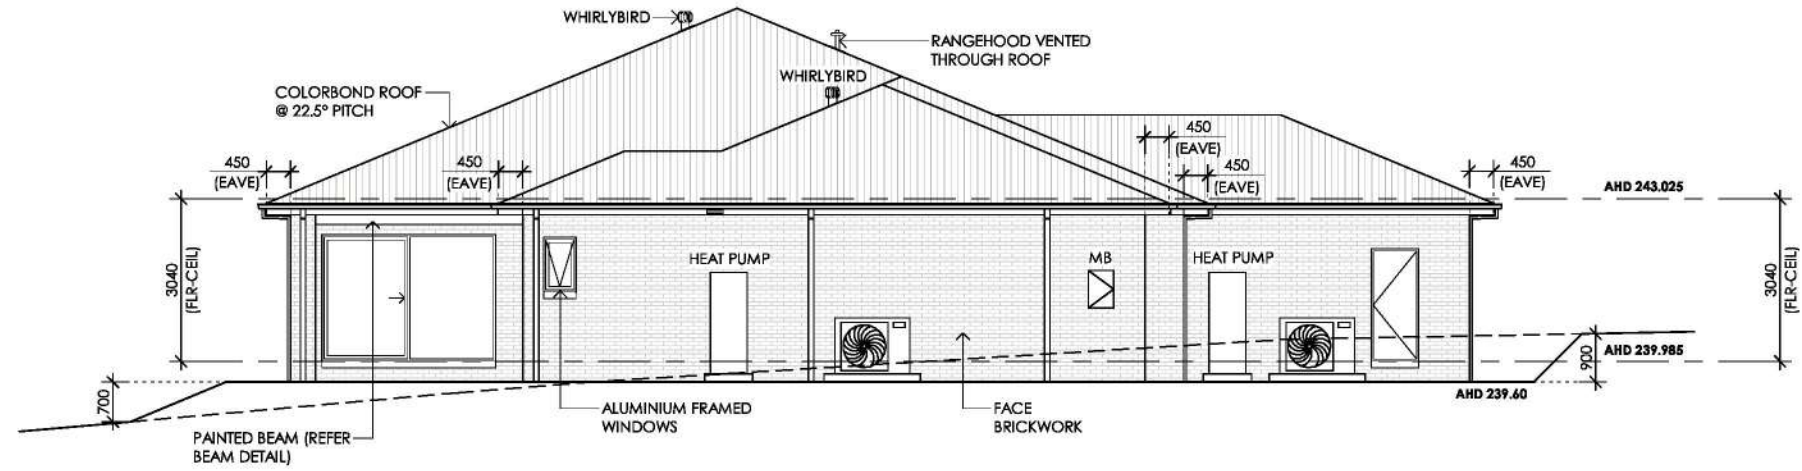 WHIRLYBIRD
RANGEHOOD VENTED
THROUGH ROOF
WHIRLYBIRD
COLORBOND ROOF
@ 22.5° PITCH
450
(EAVE)
450
(EAVE)
450
(EAVE)
450
(EAVE)
450
(EAVE)
AHD 243.025
3040
(FLR-CEIL)
HEAT PUMP
MB
HEAT PUMP
3040
(FLR-CEIL)
AHD 239.985
900
AHD 239.60
700
PAINTED BEAM (REFER
BEAM DETAIL)
ALUMINIUM FRAMED
WINDOWS
FACE
BRICKWORK